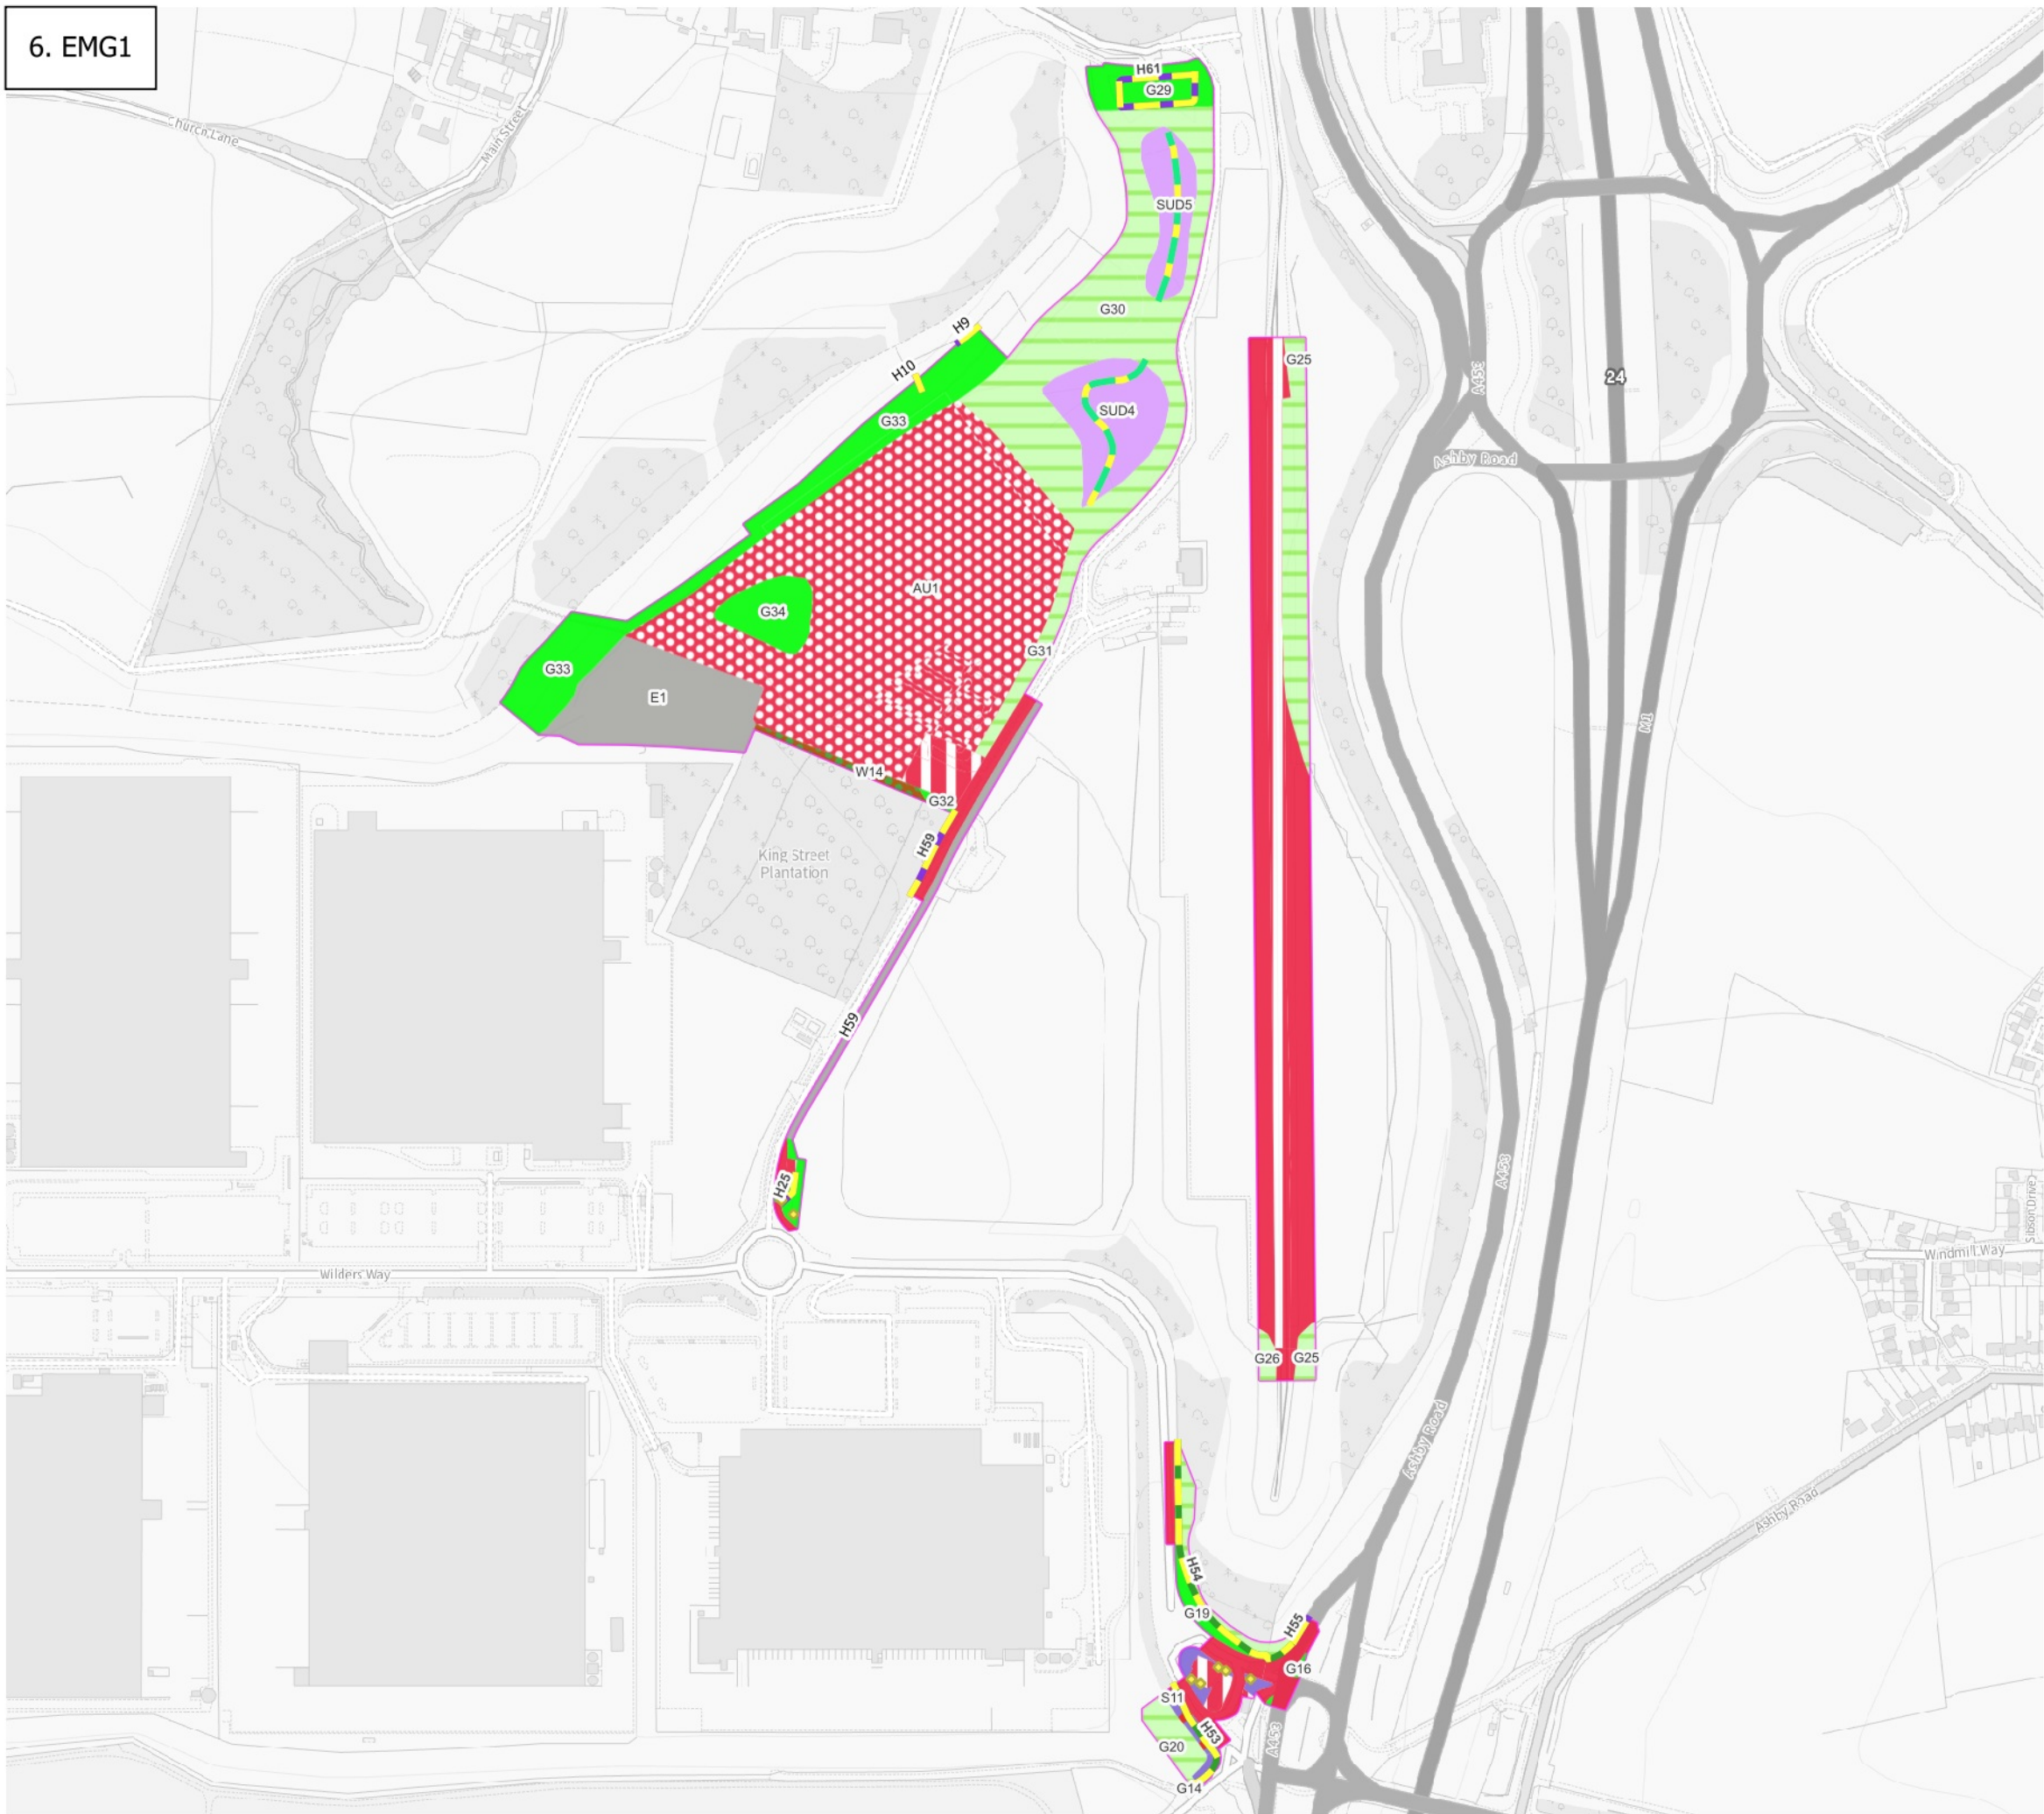 6. EMG1
H61
G29
Church Lane
Main Street
SUD5
G30
H9
G25
H10
A453
24
SUD4
G33
Ashby Road
AU1
G34
G31
G33
E1
M1
W14
G32
H59
King Street
Plantation
H59
A453
H25
Sibson Drive
Windmill Way
Wilders Way
G26
G25
Ashby Road
Ashby Road
H54
G19
H55
G16
S11
H53
A453
G20
G14